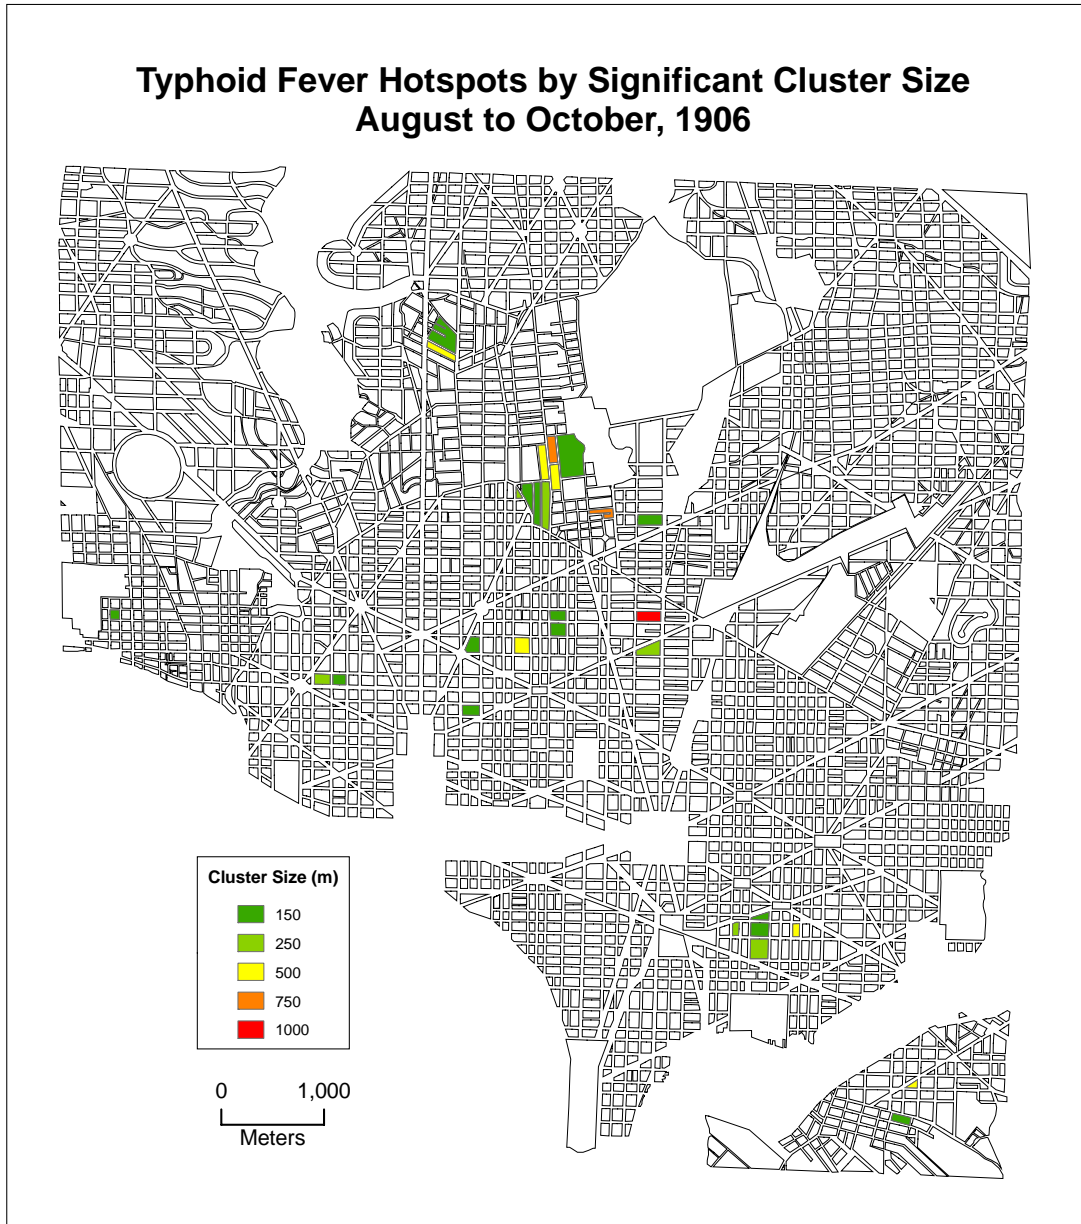 Typhoid Fever Hotspots by Significant Cluster Size
August to October, 1906
Cluster Size (m)
150
250
500
750
1000
0 1,000
Meters